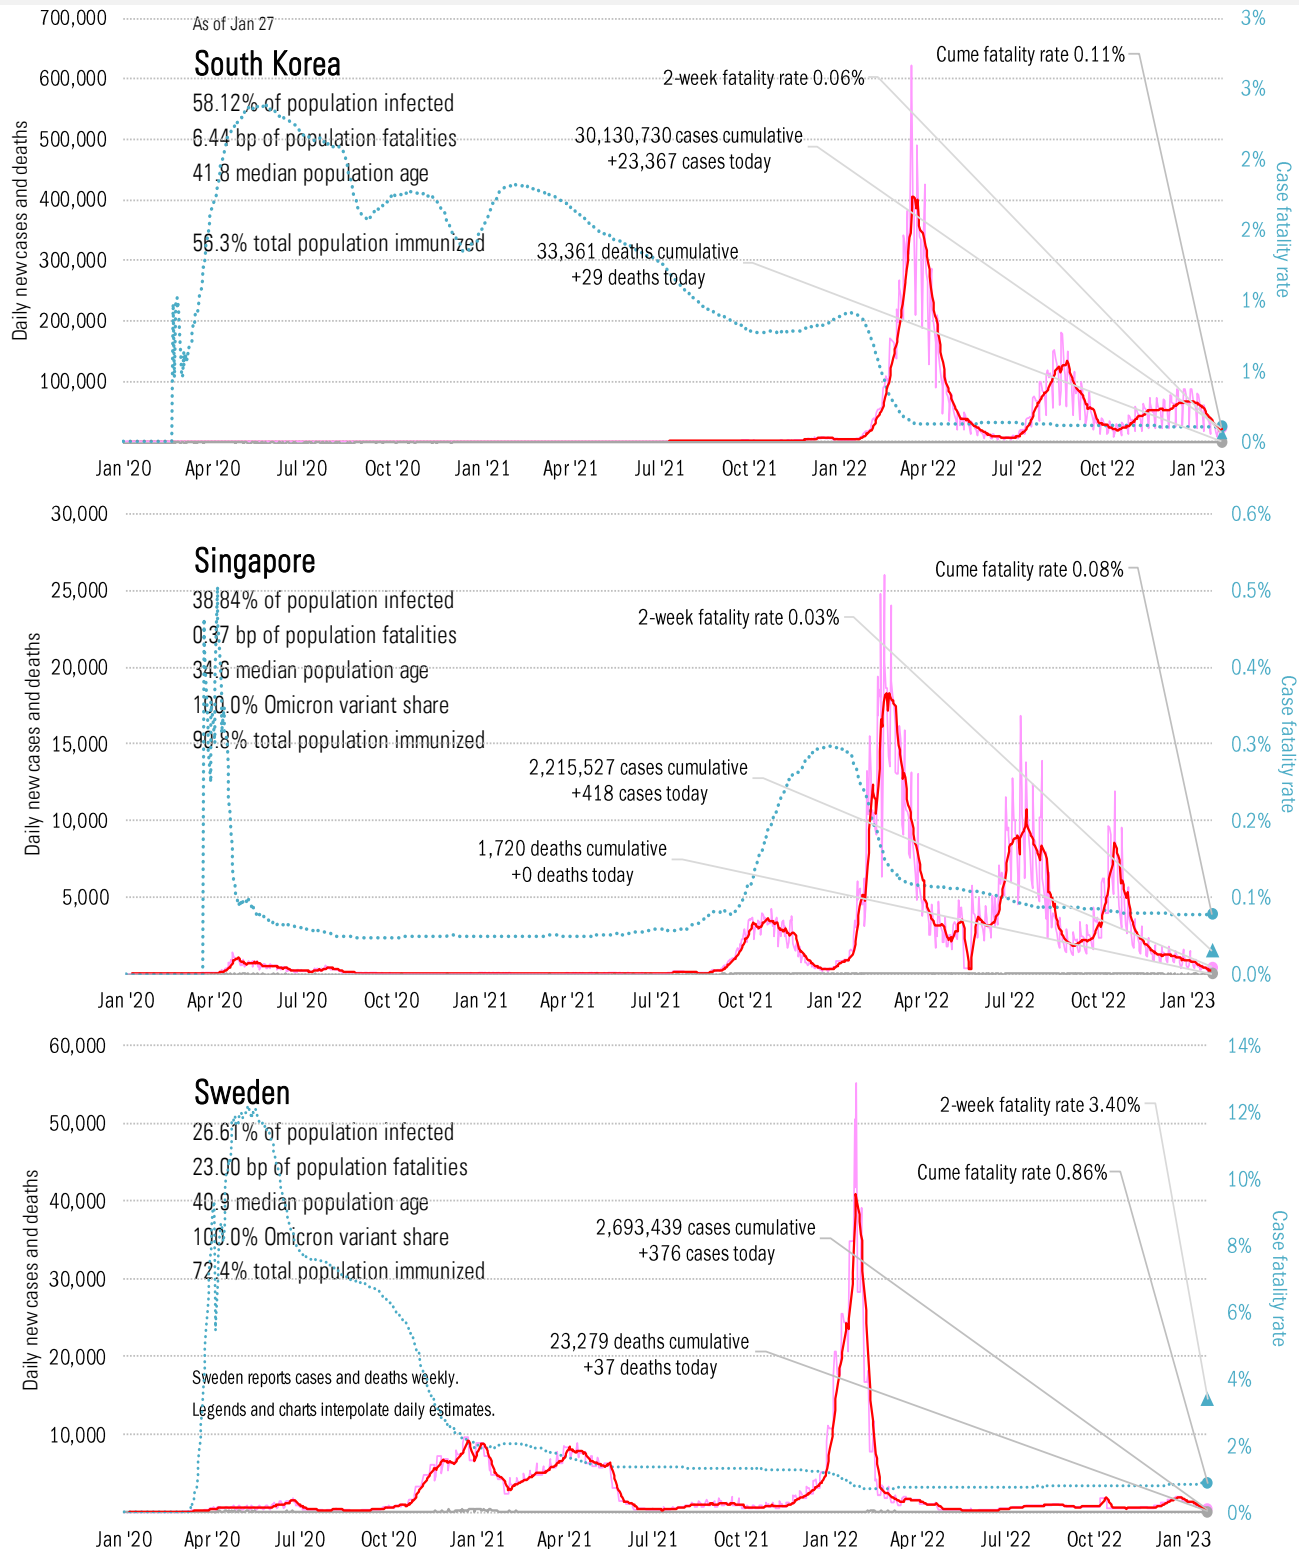 700,000
As of Jan 27
3%
South Korea
Cume fatality rate 0.11%
600,000
2-week fatality rate 0.06%
3%
58.12% of population infected
500,000
6.44 bp of population fatalities
30,130,730 cases cumulative
+23,367 cases today
2%
41.8 median population age
400,000
56.3% total population immunized
2%
300,000
33,361 deaths cumulative
+29 deaths today
1%
200,000
1%
100,000
0%
Daily new cases and deaths
Case fatality rate
Jan '20 Apr '20 Jul '20 Oct '20 Jan '21 Apr '21 Jul '21 Oct '21 Jan '22 Apr '22 Jul '22 Oct '22 Jan '23
30,000
0.6%
Singapore
Cume fatality rate 0.08%
25,000
0.5%
38.84% of population infected
2-week fatality rate 0.03%
0.37 bp of population fatalities
20,000
34.6 median population age
0.4%
100.0% Omicron variant share
15,000
90.8% total population immunized
0.3%
2,215,527 cases cumulative
+418 cases today
10,000
0.2%
1,720 deaths cumulative
+0 deaths today
5,000
0.1%
0.0%
Daily new cases and deaths
Case fatality rate
Jan '20 Apr '20 Jul '20 Oct '20 Jan '21 Apr '21 Jul '21 Oct '21 Jan '22 Apr '22 Jul '22 Oct '22 Jan '23
60,000
14%
Sweden
2-week fatality rate 3.40%
50,000
12%
26.61% of population infected
23.00 bp of population fatalities
Cume fatality rate 0.86%
40,000
40.9 median population age
10%
100.0% Omicron variant share
2,693,439 cases cumulative
+376 cases today
8%
72.4% total population immunized
30,000
6%
20,000
23,279 deaths cumulative
+37 deaths today
Sweden reports cases and deaths weekly.
4%
Legends and charts interpolate daily estimates.
10,000
2%
0%
Daily new cases and deaths
Case fatality rate
Jan '20 Apr '20 Jul '20 Oct '20 Jan '21 Apr '21 Jul '21 Oct '21 Jan '22 Apr '22 Jul '22 Oct '22 Jan '23